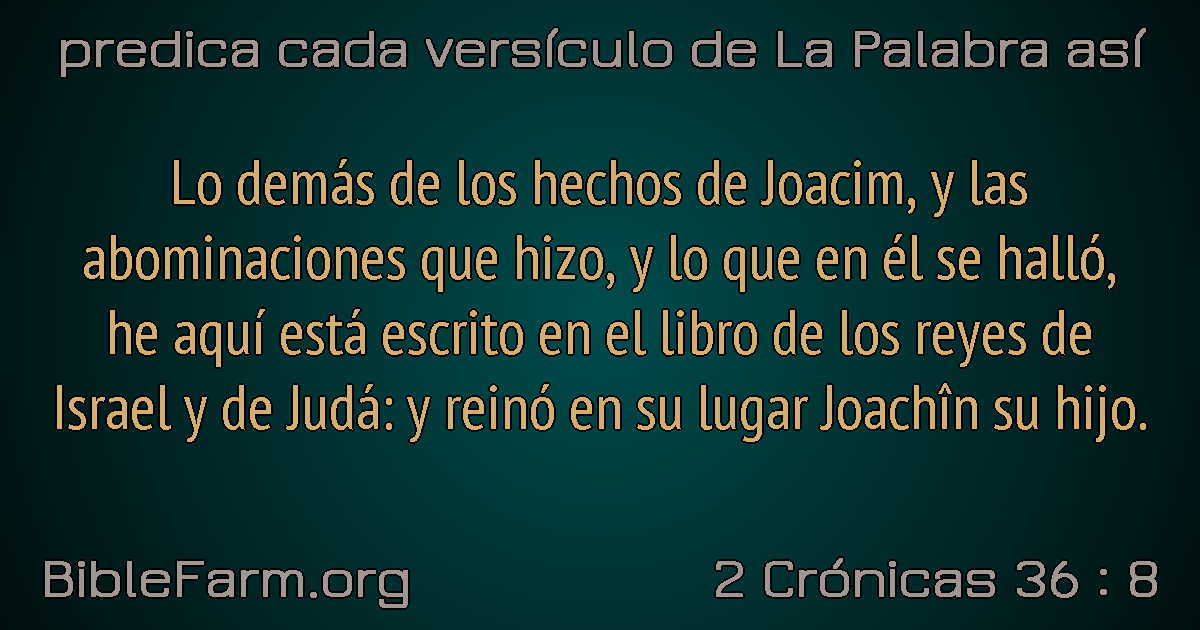 predica cada versículo de La Palabra así
Lo demás de los hechos de Joacim, y las
abominaciones que hizo, y lo que en él se halló,
he aquí está escrito en el libro de los reyes de
Israel y de Judá: y reinó en su lugar Joachîn su hijo.
BibleFarm.org
2 Crónicas 36 : 8